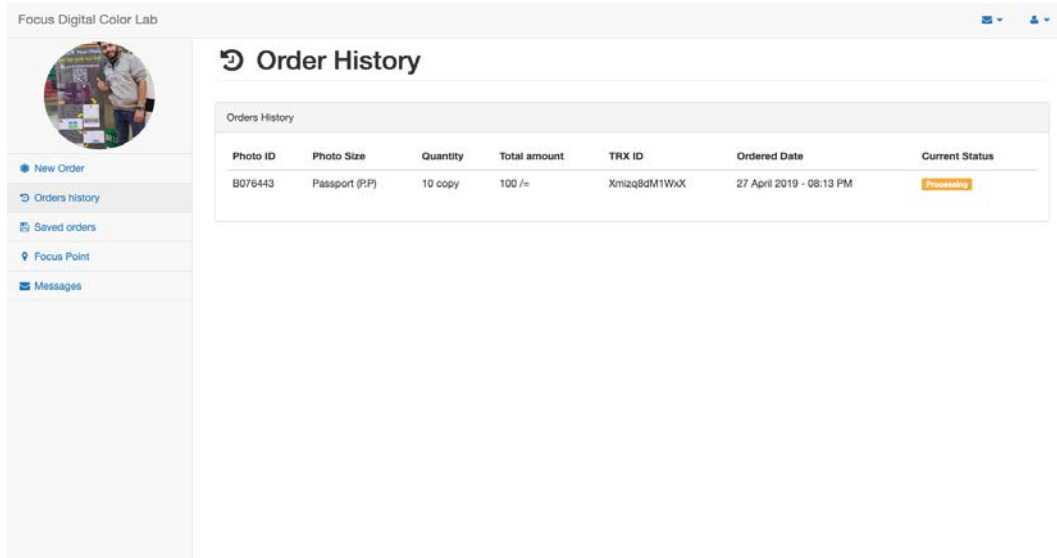 Focus Digital Color Lab
Order History
New Order
Orders history
Saved orders
Focus Point
Messages
Orders History
Photo ID Photo Size Quantity Total amount TRX ID Ordered Date Current Status
B076443 Passport (P.P) 10 copy 100 /= Xmizq8dM1WxX 27 April 2019 - 08:13 PM Processing